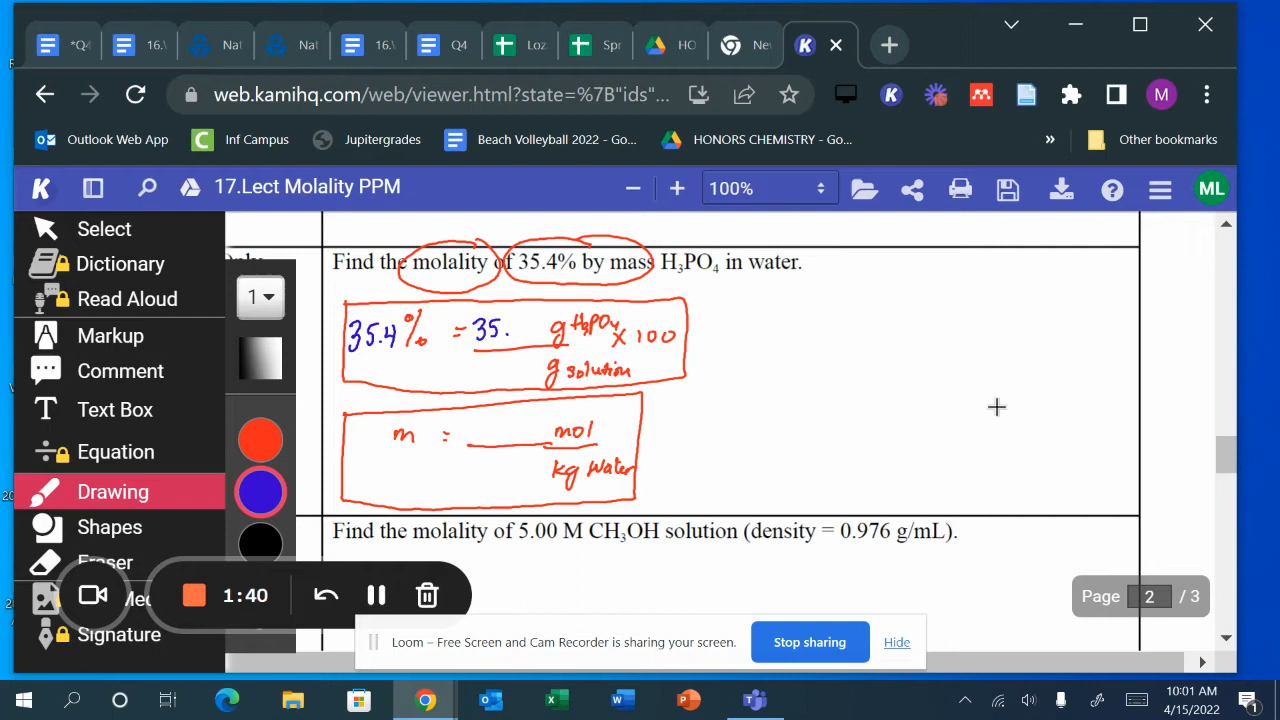 *Q4 16.\ Nat Nat 16.\ Q4 Loz Spr HO Ne
web.kamihq.com/web/viewer.html?state=%7B"ids"... M
Outlook Web App Inf Campus Jupitergrades Beach Volleyball 2022 - Go... HONORS CHEMISTRY - Go... » Other bookmarks
K 17.Lect Molality PPM 100% ML
Select
Dictionary
Read Aloud
Markup
Comment
Text Box
Equation
Drawing
Shapes
Eraser
Signature
1
Find the molality of 35.4% by mass H₃PO₄ in water.
35.4% = 35. g H₃PO₄ x 100
g solution
m = mol
kg Water
Find the molality of 5.00 M CH₃OH solution (density = 0.976 g/mL).
1:40
Page 2 / 3
Loom – Free Screen and Cam Recorder is sharing your screen. Stop sharing Hide
10:01 AM
4/15/2022
1